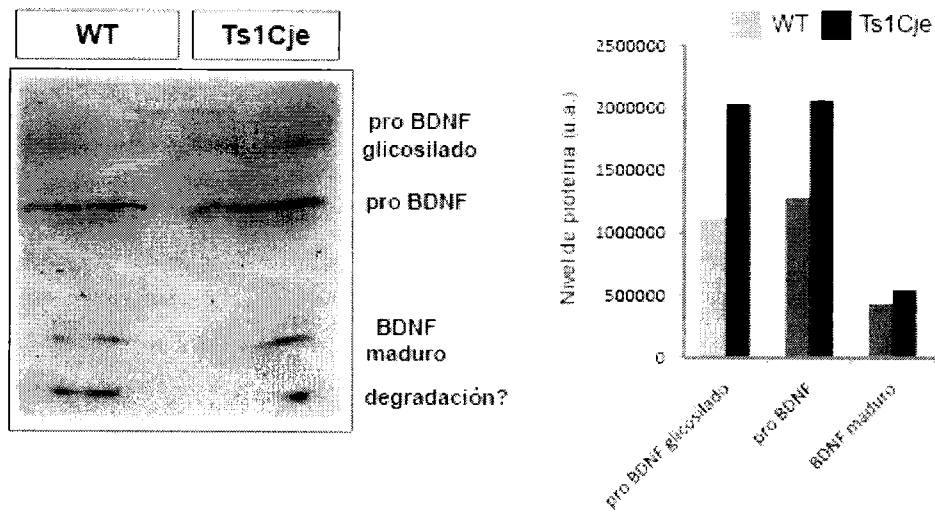 WT
Ts1Cje
pro BDNF
glicosilado
pro BDNF
BDNF
maduro
degradación?
WT
Ts1Cje
Nivel de proteína (u.a.)
2500000
2000000
1500000
1000000
500000
0
pro BDNF glicosilado
pro BDNF
BDNF maduro